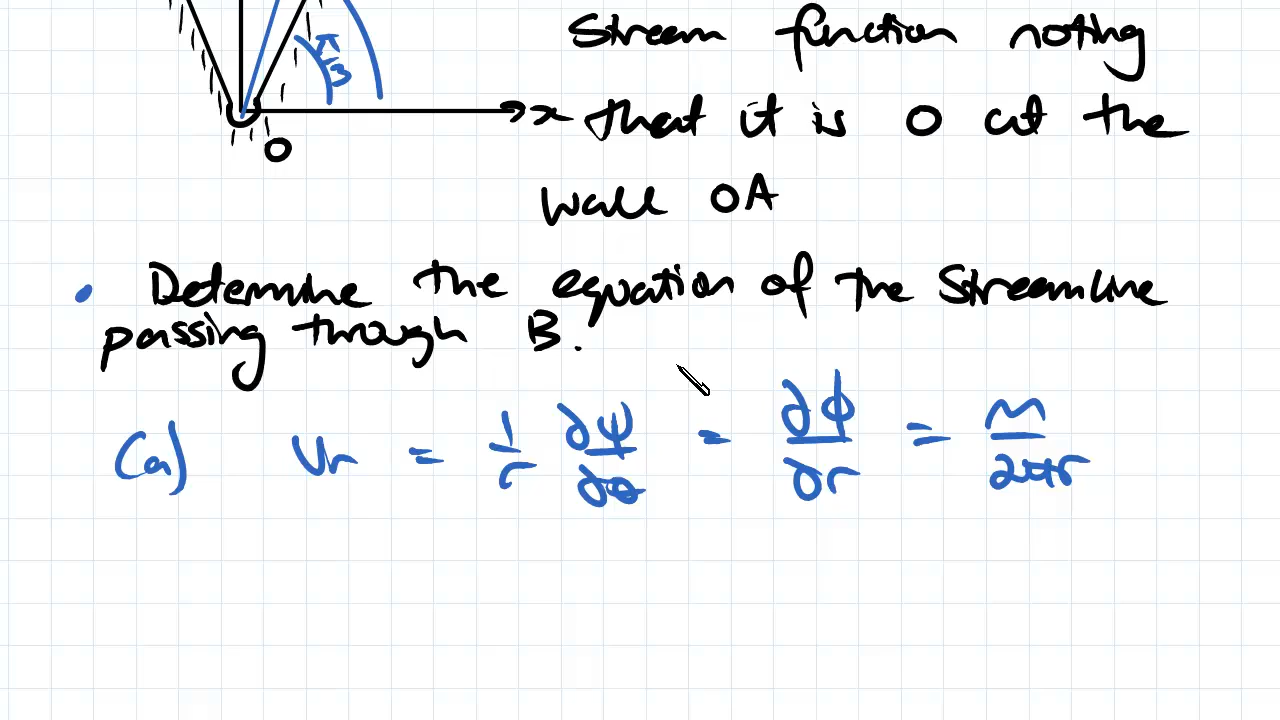 Stream function noting
π/3
x that it is 0 at the
O
wall OA
• Determine the equation of the Streamline
passing through B.
(a) Vr = 1/r ∂ψ/∂θ = ∂ϕ/∂r = m/2πr